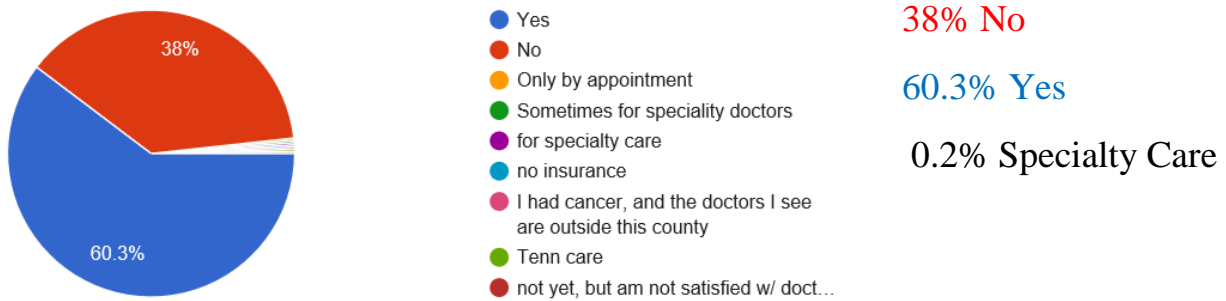 38%
60.3%
Yes
No
Only by appointment
Sometimes for speciality doctors
for specialty care
no insurance
I had cancer, and the doctors I see
are outside this county
Tenn care
not yet, but am not satisfied w/ doct...
38% No
60.3% Yes
0.2% Specialty Care